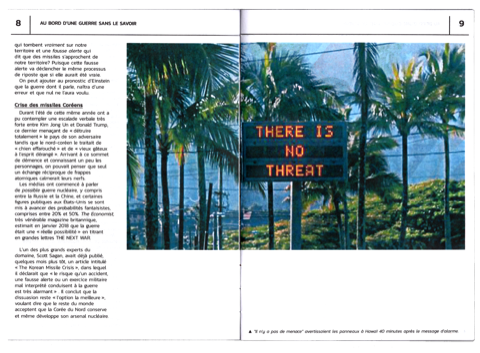 8
AU BORD D'UNE GUERRE SANS LE SAVOIR
9
qui tombent vraiment sur notre
territoire et une fausse alerte qui
dit que des missiles s'approchent de
notre territoire? Puisque cette fausse
alerte va déclencher le même processus
de riposte que si elle aurait été vraie.
On peut ajouter au pronostic d'Einstein
que la guerre dont il parla, naîtra d'une
erreur et que nul ne l'aura voulu.
Crise des missiles Coréens
Durant l'été de cette même année ont a
pu contempler une escalade verbale très
forte entre Kim Jong Un et Donald Trump,
ce dernier menaçant de « détruire
totalement » le pays de son adversaire
tandis que le nord-coréen le traitait de
« chien effarouché » et de « vieux gâteux
à l'esprit dérangé ». Arrivant à ce sommet
de démence et connaissant un peu les
personnages, on pouvait penser que seul
un échange réciproque de frappes
atomiques calmerait leurs nerfs.
Les médias ont commencé à parler
de possible guerre nucléaire, y compris
entre la Russie et la Chine, et certaines
figures publiques aux États-Unis se sont
mis à avancer des probabilités fantaisistes,
comprises entre 20% et 50%. The Economist,
très vénérable magazine britannique,
estimait en janvier 2018 que la guerre
était une « réelle possibilité » en titrant
en grandes lettres THE NEXT WAR.
L'un des plus grands experts du
domaine, Scott Sagan, avait déjà publié,
quelques mois plus tôt, un article intitulé
« The Korean Missile Crisis », dans lequel
il déclarait que « le risque qu'un accident,
une fausse alerte ou un exercice militaire
mal interprété conduisent à la guerre
est très alarmant » . Il conclut que la
dissuasion reste « l'option la meilleure »,
voulant dire que le reste du monde
acceptent que la Corée du Nord conserve
et même développe son arsenal nucléaire
THERE IS
NO
THREAT
▲ "Il n'y a pas de menace" avertissaient les panneaux à Hawaï 40 minutes après le message d'alarme.